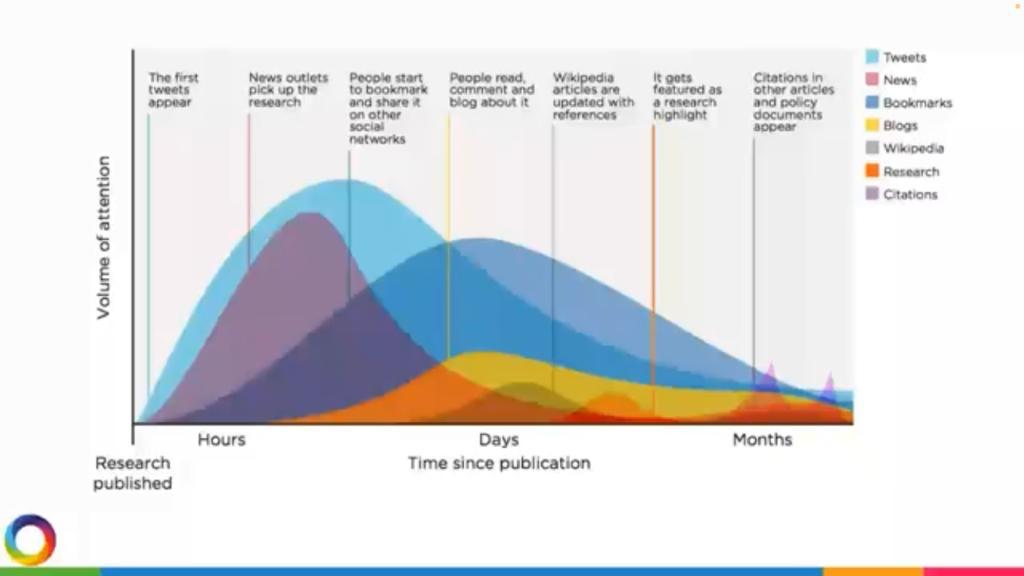 The first
tweets
appear
News outlets
pick up the
research
People start
to bookmark
and share it
on other
social
networks
People read,
comment and
blog about it
Wikipedia
articles are
updated with
references
It gets
featured as
a research
highlight
Citations in
other articles
and policy
documents
appear
Tweets
News
Bookmarks
Blogs
Wikipedia
Research
Citations
Volume of attention
Hours
Days
Months
Research
published
Time since publication